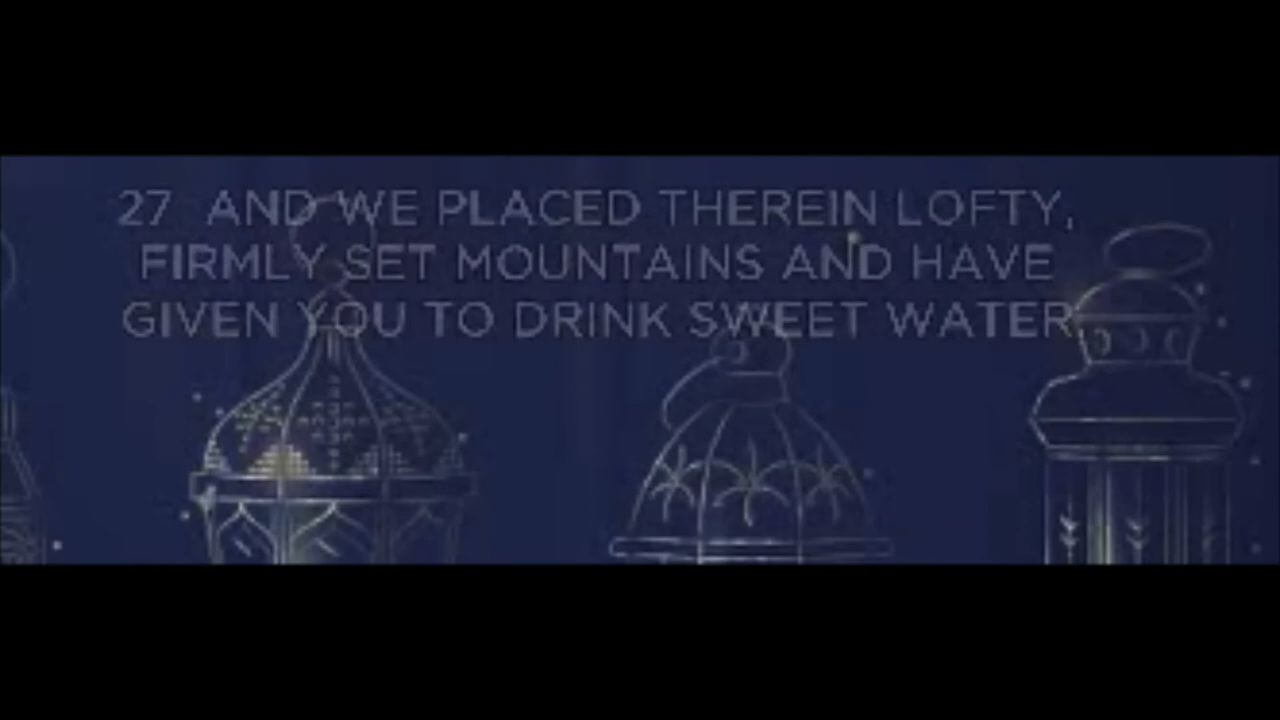 27 AND WE PLACED THEREIN LOFTY,
FIRMLY SET MOUNTAINS AND HAVE
GIVEN YOU TO DRINK SWEET WATER